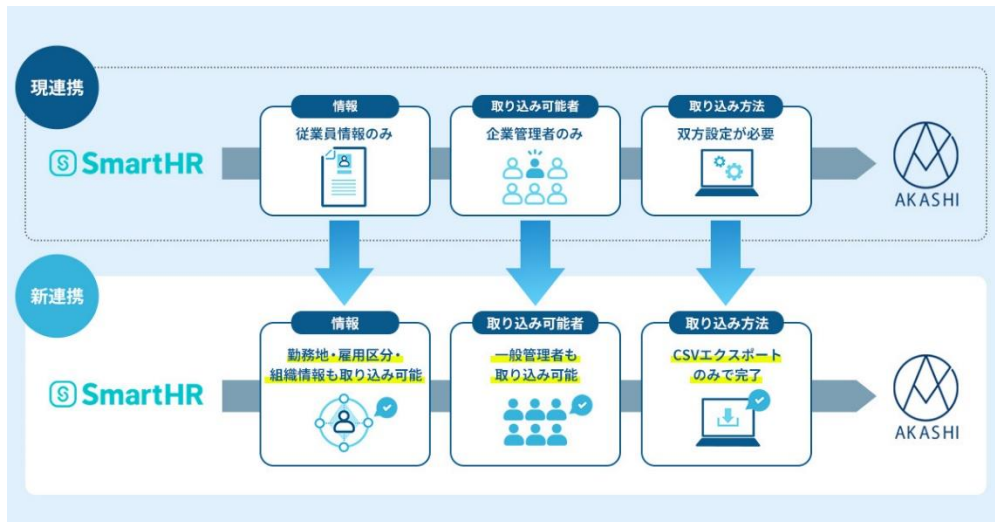 現連携
情報
従業員情報のみ
取り込み可能者
企業管理者のみ
取り込み方法
双方設定が必要
SmartHR
AKASHI
新連携
情報
勤務地・雇用区分・
組織情報も取り込み可能
取り込み可能者
一般管理者も
取り込み可能
取り込み方法
CSVエクスポート
のみで完了
SmartHR
AKASHI